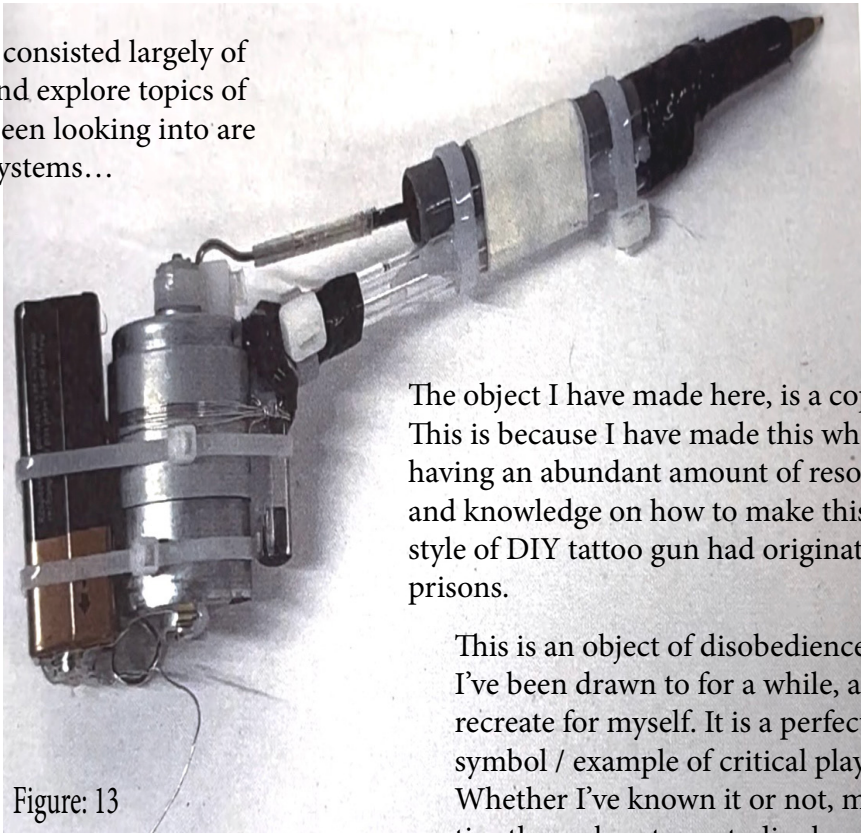 consisted largely of
nd explore topics of
een looking into are
ystems…
The object I have made here, is a co
This is because I have made this wh
having an abundant amount of reso
and knowledge on how to make this
style of DIY tattoo gun had originat
prisons.
This is an object of disobedience
I've been drawn to for a while, a
recreate for myself. It is a perfec
symbol / example of critical play
Whether I've known it or not, m
Figure: 13